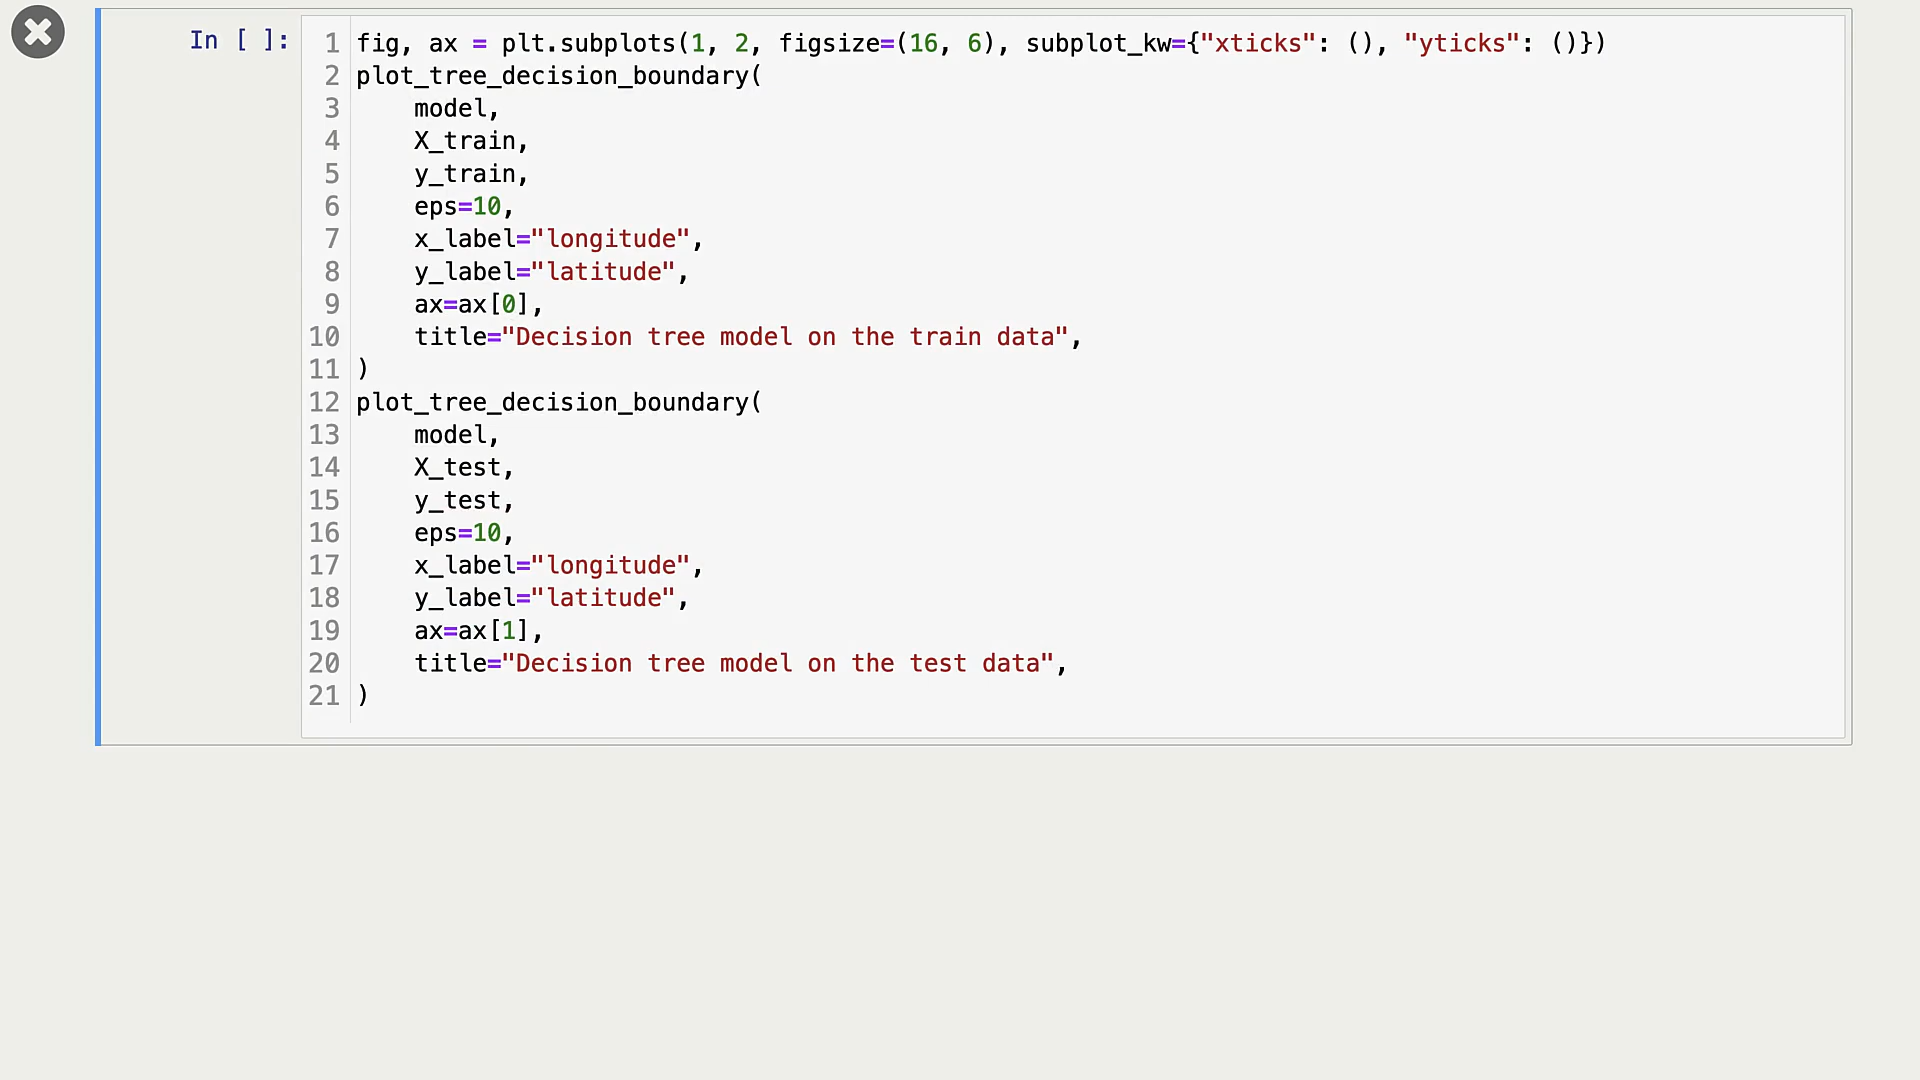 In [ ]:
1 fig, ax = plt.subplots(1, 2, figsize=(16, 6), subplot_kw={"xticks": (), "yticks": ()})
2 plot_tree_decision_boundary(
3     model,
4     X_train,
5     y_train,
6     eps=10,
7     x_label="longitude",
8     y_label="latitude",
9     ax=ax[0],
10     title="Decision tree model on the train data",
11 )
12 plot_tree_decision_boundary(
13     model,
14     X_test,
15     y_test,
16     eps=10,
17     x_label="longitude",
18     y_label="latitude",
19     ax=ax[1],
20     title="Decision tree model on the test data",
21 )